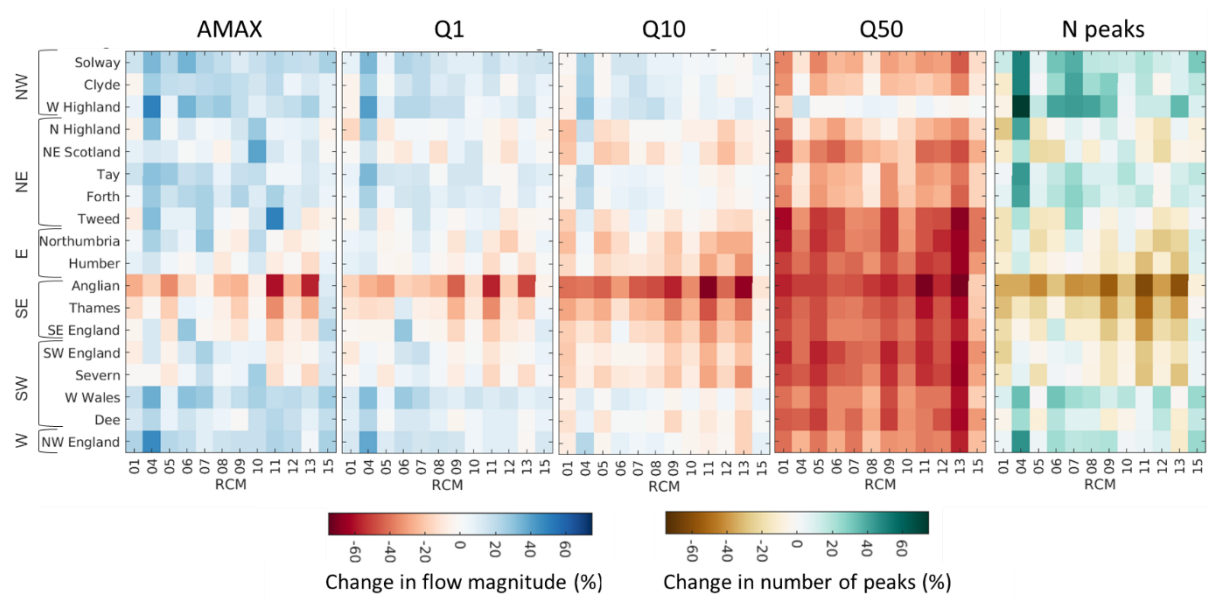 AMAX Q1 Q10 Q50 N peaks
NW
Solway
Clyde
W Highland
NE
N Highland
NE Scotland
Tay
Forth
Tweed
E
Northumbria
Humber
SE
Anglian
Thames
SE England
SW
SW England
Severn
W Wales
Dee
W
NW England
01 04 05 06 07 08 09 10 11 12 13 15
01 04 05 06 07 08 09 10 11 12 13 15
01 04 05 06 07 08 09 10 11 12 13 15
01 04 05 06 07 08 09 10 11 12 13 15
01 04 05 06 07 08 09 10 11 12 13 15
RCM RCM RCM RCM RCM
-60 -40 -20 0 20 40 60
-60 -40 -20 0 20 40 60
Change in flow magnitude (%) Change in number of peaks (%)